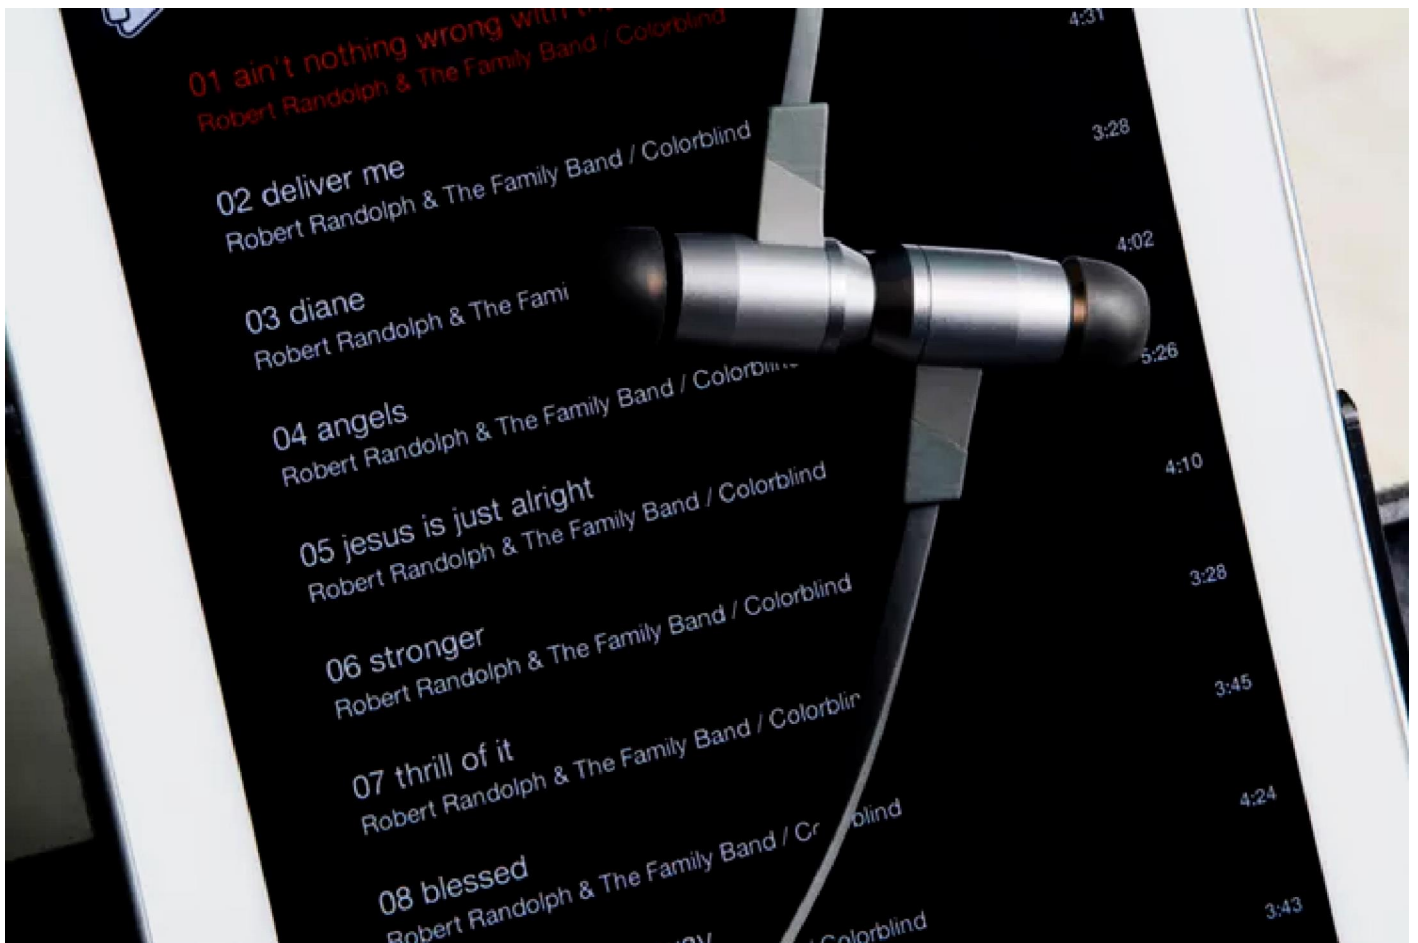 01 ain't nothing wrong with
Robert Randolph & The Family Band / Colorblind
02 deliver me 4:31
Robert Randolph & The Family Band / Colorblind
03 diane 3:28
Robert Randolph & The Fami
04 angels 4:02
Robert Randolph & The Family Band / Colorblin
05 jesus is just alright 5:26
Robert Randolph & The Family Band / Colorblind
06 stronger 4:10
Robert Randolph & The Family Band / Colorblind
07 thrill of it 3:28
Robert Randolph & The Family Band / Colorblin
08 blessed 3:45
Robert Randolph & The Family Band / C blind
4:24
Colorblind
3:43